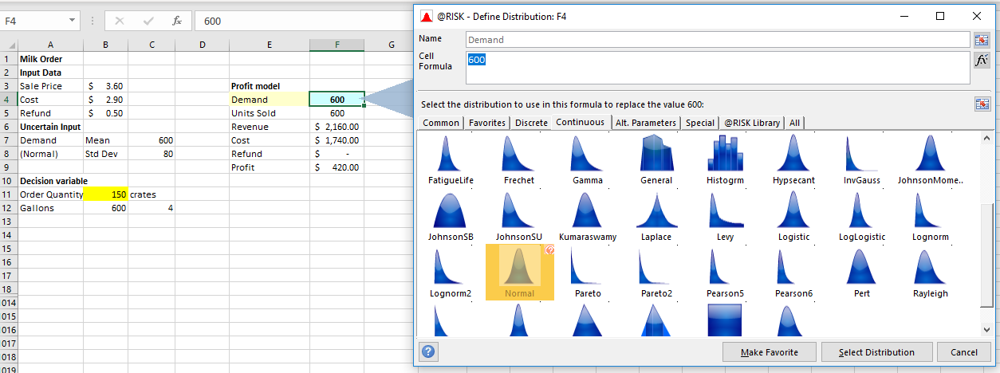 F4 fx 600
A B C D E F G
1 Milk Order
2 Input Data
3 Sale Price $ 3.60 Profit model
4 Cost $ 2.90 Demand 600
5 Refund $ 0.50 Units Sold 600
6 Uncertain Input Revenue $ 2,160.00
7 Demand Mean 600 Cost $ 1,740.00
8 (Normal) Std Dev 80 Refund $ -
9 Profit $ 420.00
10 Decision variable
11 Order Quantity 150 crates
12 Gallons 600 4
13
14
15
16
17
18
014
015
016
017
018
019
@RISK - Define Distribution: F4
Name Demand
Cell Formula 600 fx
Select the distribution to use in this formula to replace the value 600:
Common Favorites Discrete Continuous Alt. Parameters Special @RISK Library All
FatigueLife Frechet Gamma General Histogrm Hypsecant InvGauss JohnsonMome..
JohnsonSB JohnsonSU Kumaraswamy Laplace Levy Logistic LogLogistic Lognorm
Lognorm2 Normal Pareto Pareto2 Pearson5 Pearson6 Pert Rayleigh
? Make Favorite Select Distribution Cancel